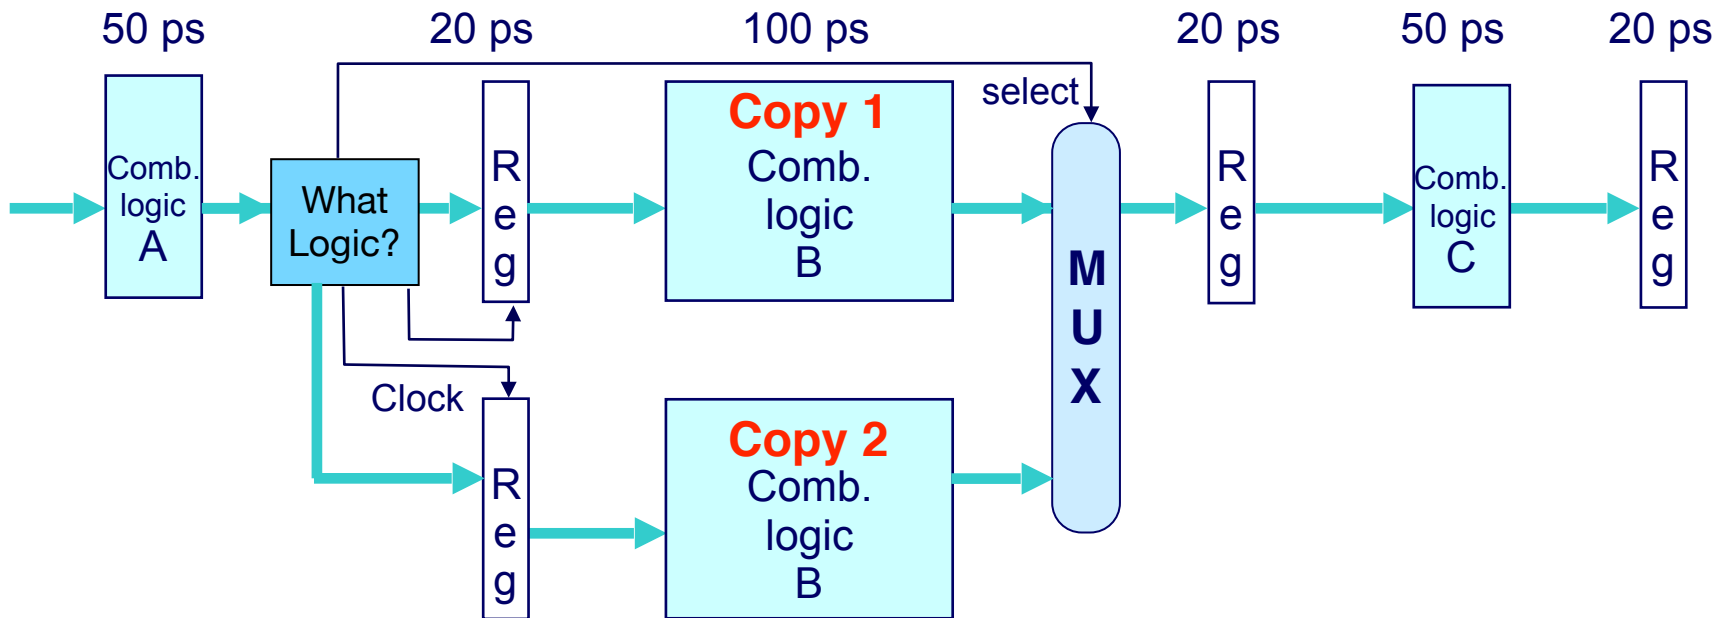 50 ps
20 ps
100 ps
20 ps
50 ps
20 ps
select
Comb.
logic
A
What
Logic?
R
e
g
Copy 1
Comb.
logic
B
M
U
X
R
e
g
Comb.
logic
C
R
e
g
Clock
R
e
g
Copy 2
Comb.
logic
B